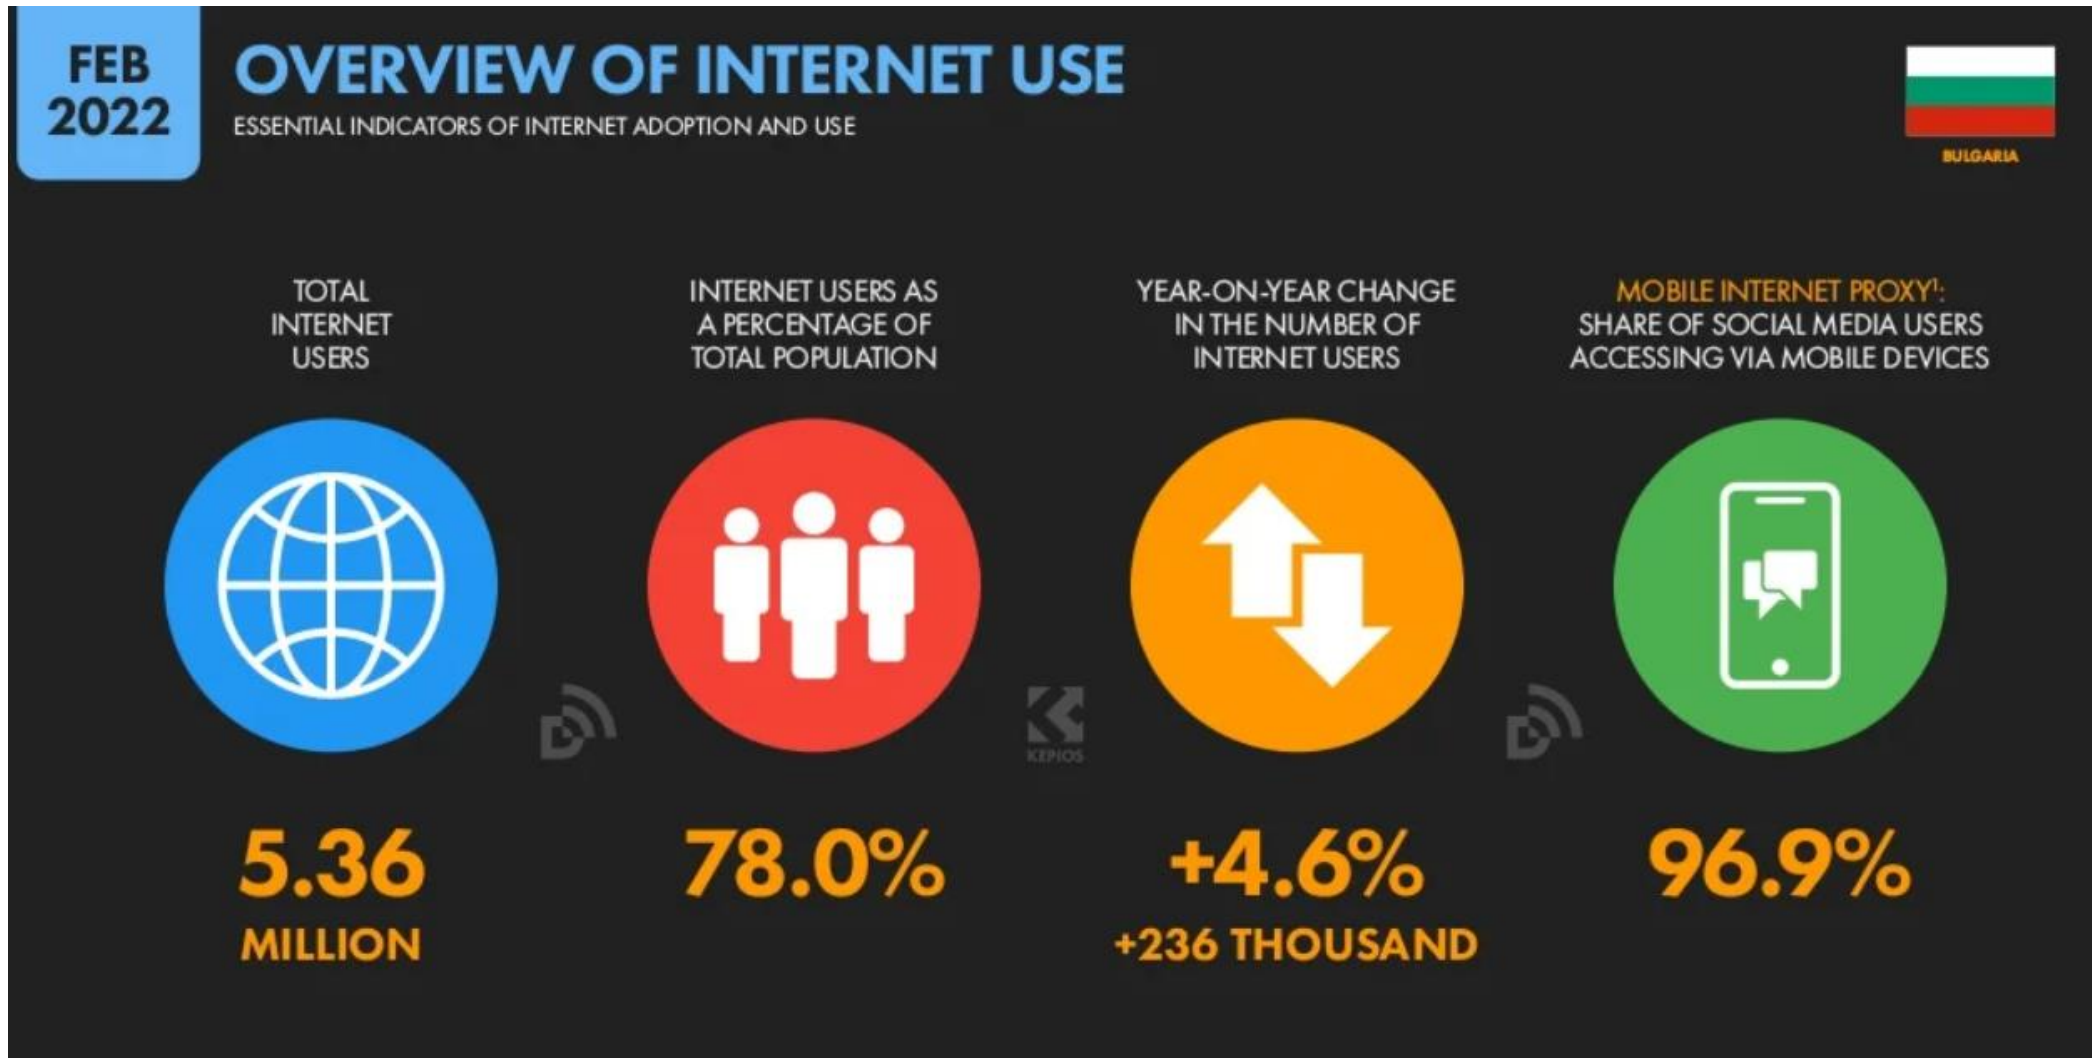 FEB
2022
OVERVIEW OF INTERNET USE
ESSENTIAL INDICATORS OF INTERNET ADOPTION AND USE
BULGARIA
TOTAL
INTERNET
USERS
5.36
MILLION
INTERNET USERS AS
A PERCENTAGE OF
TOTAL POPULATION
78.0%
YEAR-ON-YEAR CHANGE
IN THE NUMBER OF
INTERNET USERS
+4.6%
+236 THOUSAND
MOBILE INTERNET PROXY¹:
SHARE OF SOCIAL MEDIA USERS
ACCESSING VIA MOBILE DEVICES
96.9%
KEPIOS